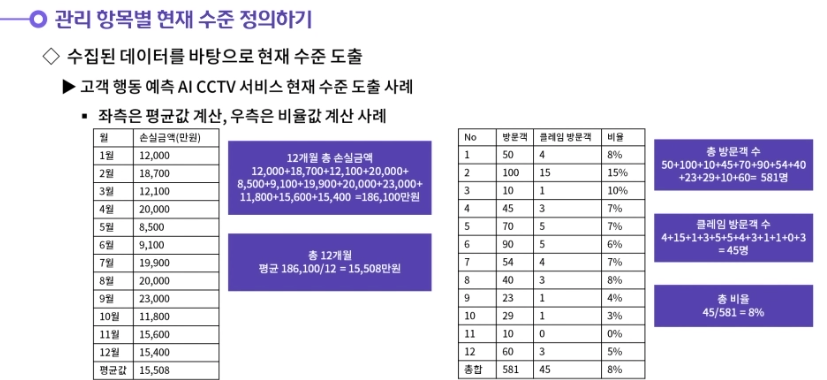 관리 항목별 현재 수준 정의하기
◇ 수집된 데이터를 바탕으로 현재 수준 도출
▶ 고객 행동 예측 AI CCTV 서비스 현재 수준 도출 사례
▪ 좌측은 평균값 계산, 우측은 비율값 계산 사례
월 손실금액(만원)
1월 12,000
2월 18,700
3월 12,100
4월 20,000
5월 8,500
6월 9,100
7월 19,900
8월 20,000
9월 23,000
10월 11,800
11월 15,600
12월 15,400
평균값 15,508
12개월 총 손실금액
12,000+18,700+12,100+20,000+
8,500+9,100+19,900+20,000+23,000+
11,800+15,600+15,400 =186,100만원
총 12개월
평균 186,100/12 = 15,508만원
No 방문객 클레임 방문객 비율
1 50 4 8%
2 100 15 15%
3 10 1 10%
4 45 3 7%
5 70 5 7%
6 90 5 6%
7 54 4 7%
8 40 3 8%
9 23 1 4%
10 29 1 3%
11 10 0 0%
12 60 3 5%
총합 581 45 8%
총 방문객 수
50+100+10+45+70+90+54+40
+23+29+10+60= 581명
클레임 방문객 수
4+15+1+3+5+5+4+3+1+1+0+3
= 45명
총 비율
45/581 = 8%